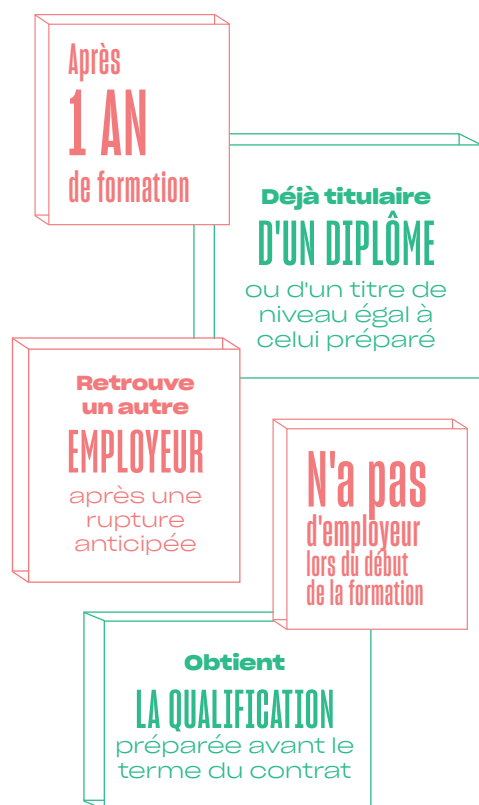 Après
1 AN
de formation
Déjà titulaire
D'UN DIPLÔME
ou d'un titre de
niveau égal à
celui préparé
Retrouve
un autre
EMPLOYEUR
après une
rupture
anticipée
N'a pas
d'employeur
lors du début
de la formation
Obtient
LA QUALIFICATION
préparée avant le
terme du contrat